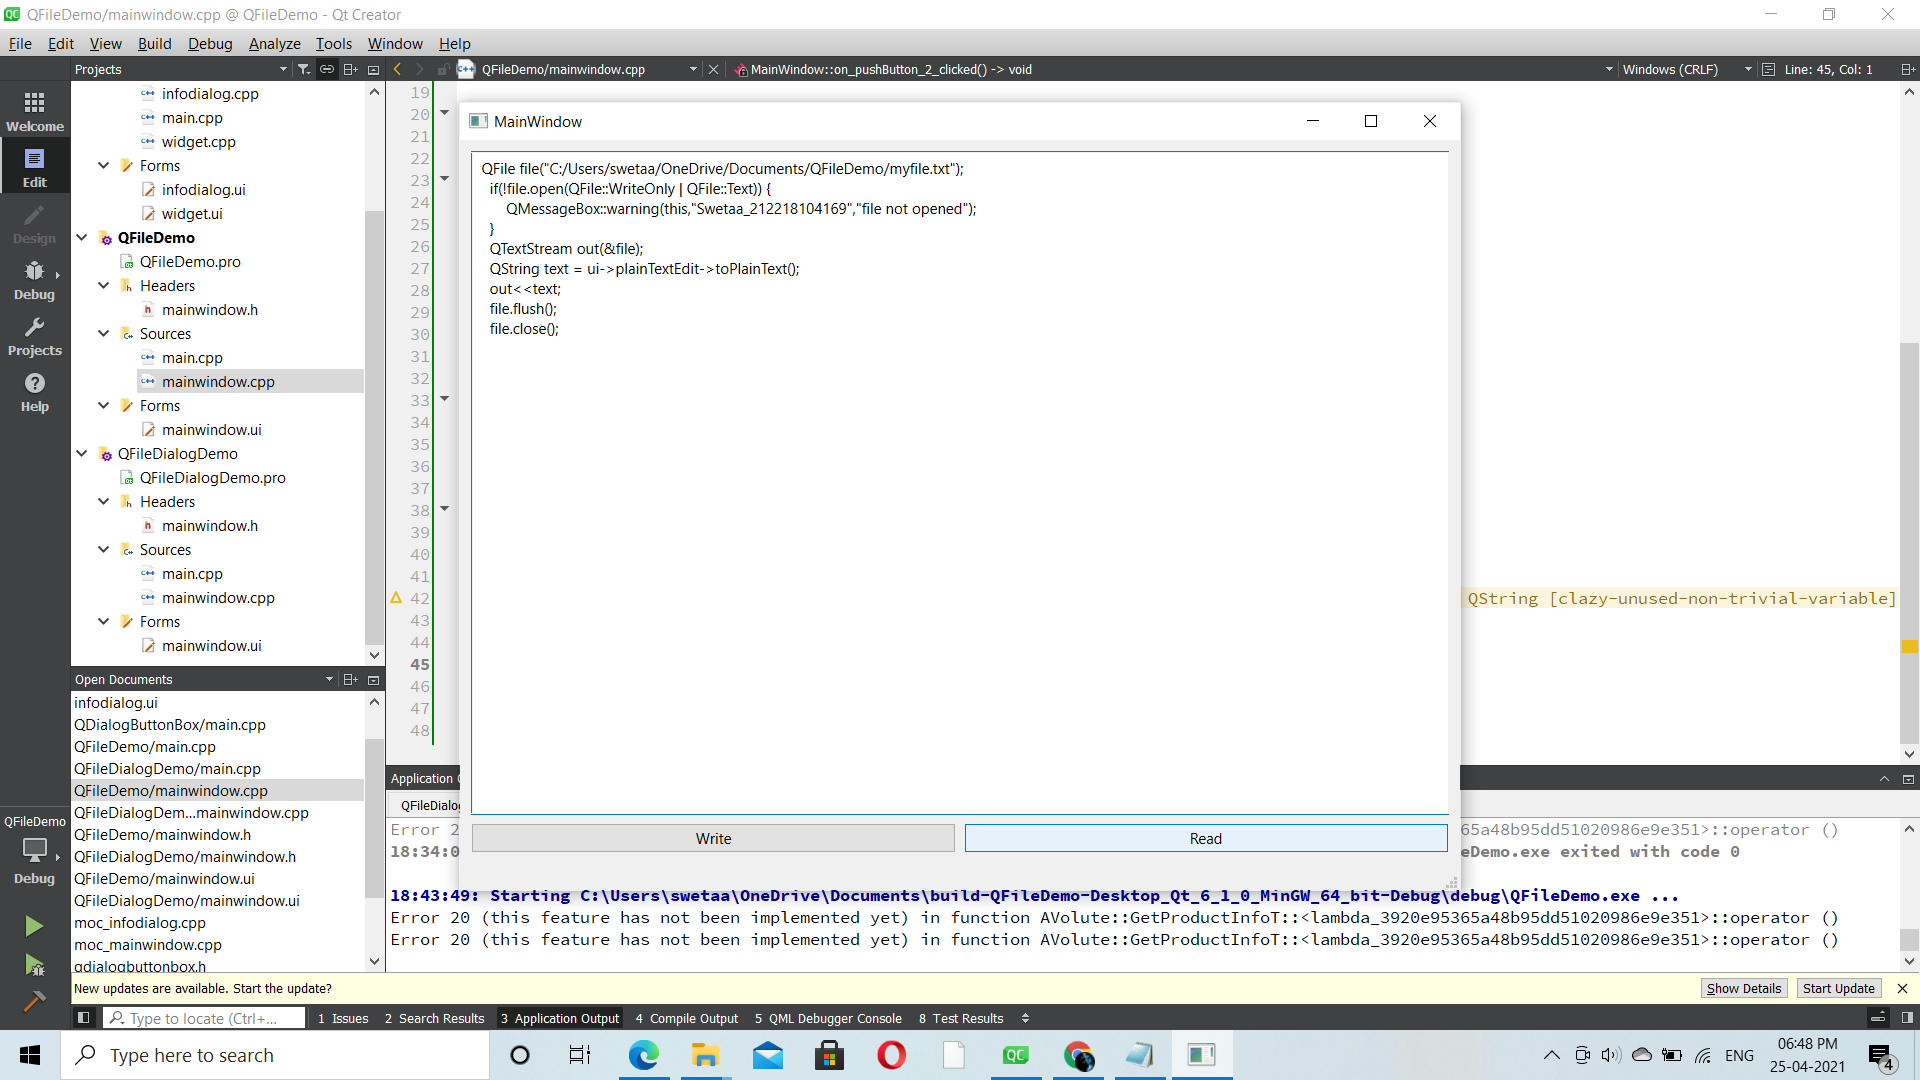 QFileDemo/mainwindow.cpp @ QFileDemo - Qt Creator
File Edit View Build Debug Analyze Tools Window Help
Projects
QFileDemo/mainwindow.cpp
MainWindow::on_pushButton_2_clicked() -> void
Windows (CRLF)
Line: 45, Col: 1
Welcome
Edit
Design
Debug
Projects
Help
infodialog.cpp
main.cpp
widget.cpp
Forms
infodialog.ui
widget.ui
QFileDemo
QFileDemo.pro
Headers
mainwindow.h
Sources
main.cpp
mainwindow.cpp
Forms
mainwindow.ui
QFileDialogDemo
QFileDialogDemo.pro
Headers
mainwindow.h
Sources
main.cpp
mainwindow.cpp
Forms
mainwindow.ui
Open Documents
infodialog.ui
QDialogButtonBox/main.cpp
QFileDemo/main.cpp
QFileDialogDemo/main.cpp
QFileDemo/mainwindow.cpp
QFileDialogDem...mainwindow.cpp
QFileDemo/mainwindow.h
QFileDialogDemo/mainwindow.h
QFileDemo/mainwindow.ui
QFileDialogDemo/mainwindow.ui
moc_infodialog.cpp
moc_mainwindow.cpp
qdialogbuttonbox.h
QFileDemo
Debug
19
20
21
22
23
24
25
26
27
28
29
30
31
32
33
34
35
36
37
38
39
40
41
42
43
44
45
46
47
48
MainWindow
QFile file("C:/Users/swetaa/OneDrive/Documents/QFileDemo/myfile.txt");
if(!file.open(QFile::WriteOnly | QFile::Text)) {
QMessageBox::warning(this,"Swetaa_212218104169","file not opened");
}
QTextStream out(&file);
QString text = ui->plainTextEdit->toPlainText();
out<<text;
file.flush();
file.close();
Write
Read
QString [clazy-unused-non-trivial-variable]
Application
QFileDialo
Error 2
65a48b95dd51020986e9e351>::operator ()
18:34:0
eDemo.exe exited with code 0
18:43:49: Starting C:\Users\swetaa\OneDrive\Documents\build-QFileDemo-Desktop_Qt_6_1_0_MinGW_64_bit-Debug\debug\QFileDemo.exe ...
Error 20 (this feature has not been implemented yet) in function AVolute::GetProductInfoT::<lambda_3920e95365a48b95dd51020986e9e351>::operator ()
Error 20 (this feature has not been implemented yet) in function AVolute::GetProductInfoT::<lambda_3920e95365a48b95dd51020986e9e351>::operator ()
New updates are available. Start the update?
Show Details
Start Update
Type to locate (Ctrl+...
1 Issues
2 Search Results
3 Application Output
4 Compile Output
5 QML Debugger Console
8 Test Results
Type here to search
ENG
06:48 PM
25-04-2021
4